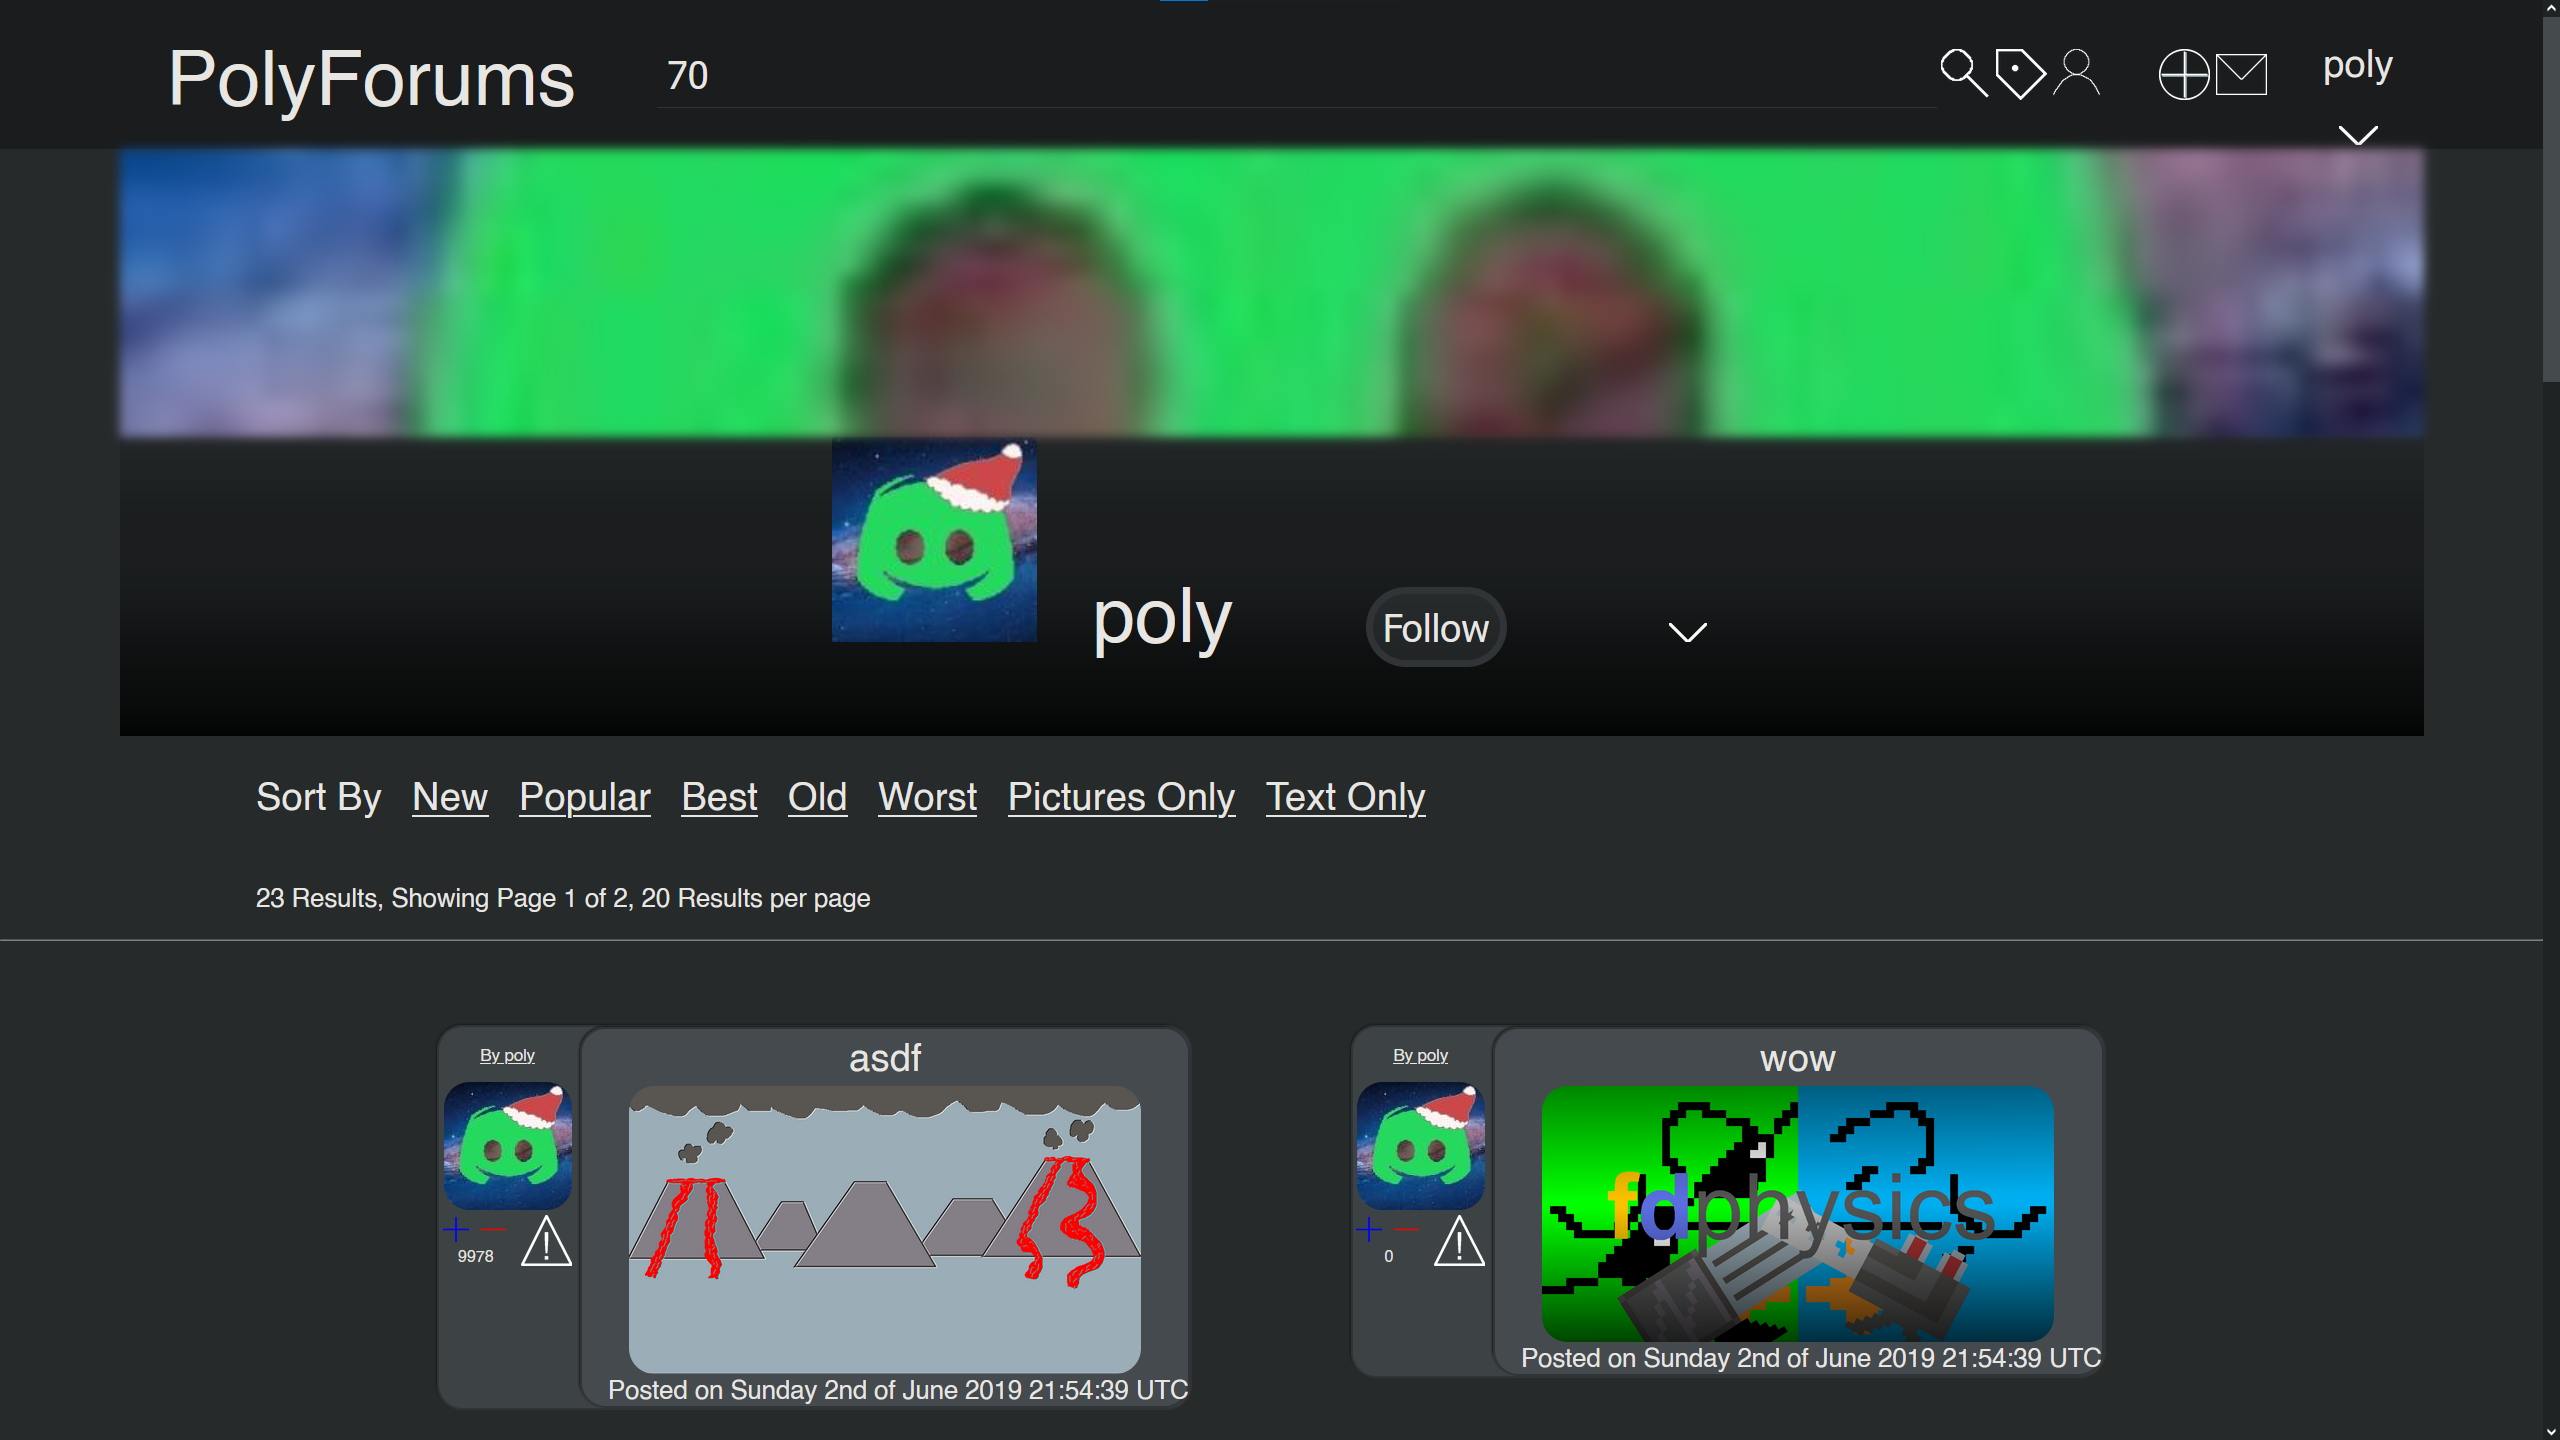 PolyForums
70
poly
poly
Follow
Sort By New Popular Best Old Worst Pictures Only Text Only
23 Results, Showing Page 1 of 2, 20 Results per page
By poly
9978
asdf
Posted on Sunday 2nd of June 2019 21:54:39 UTC
By poly
0
wow
fdphysics
Posted on Sunday 2nd of June 2019 21:54:39 UTC